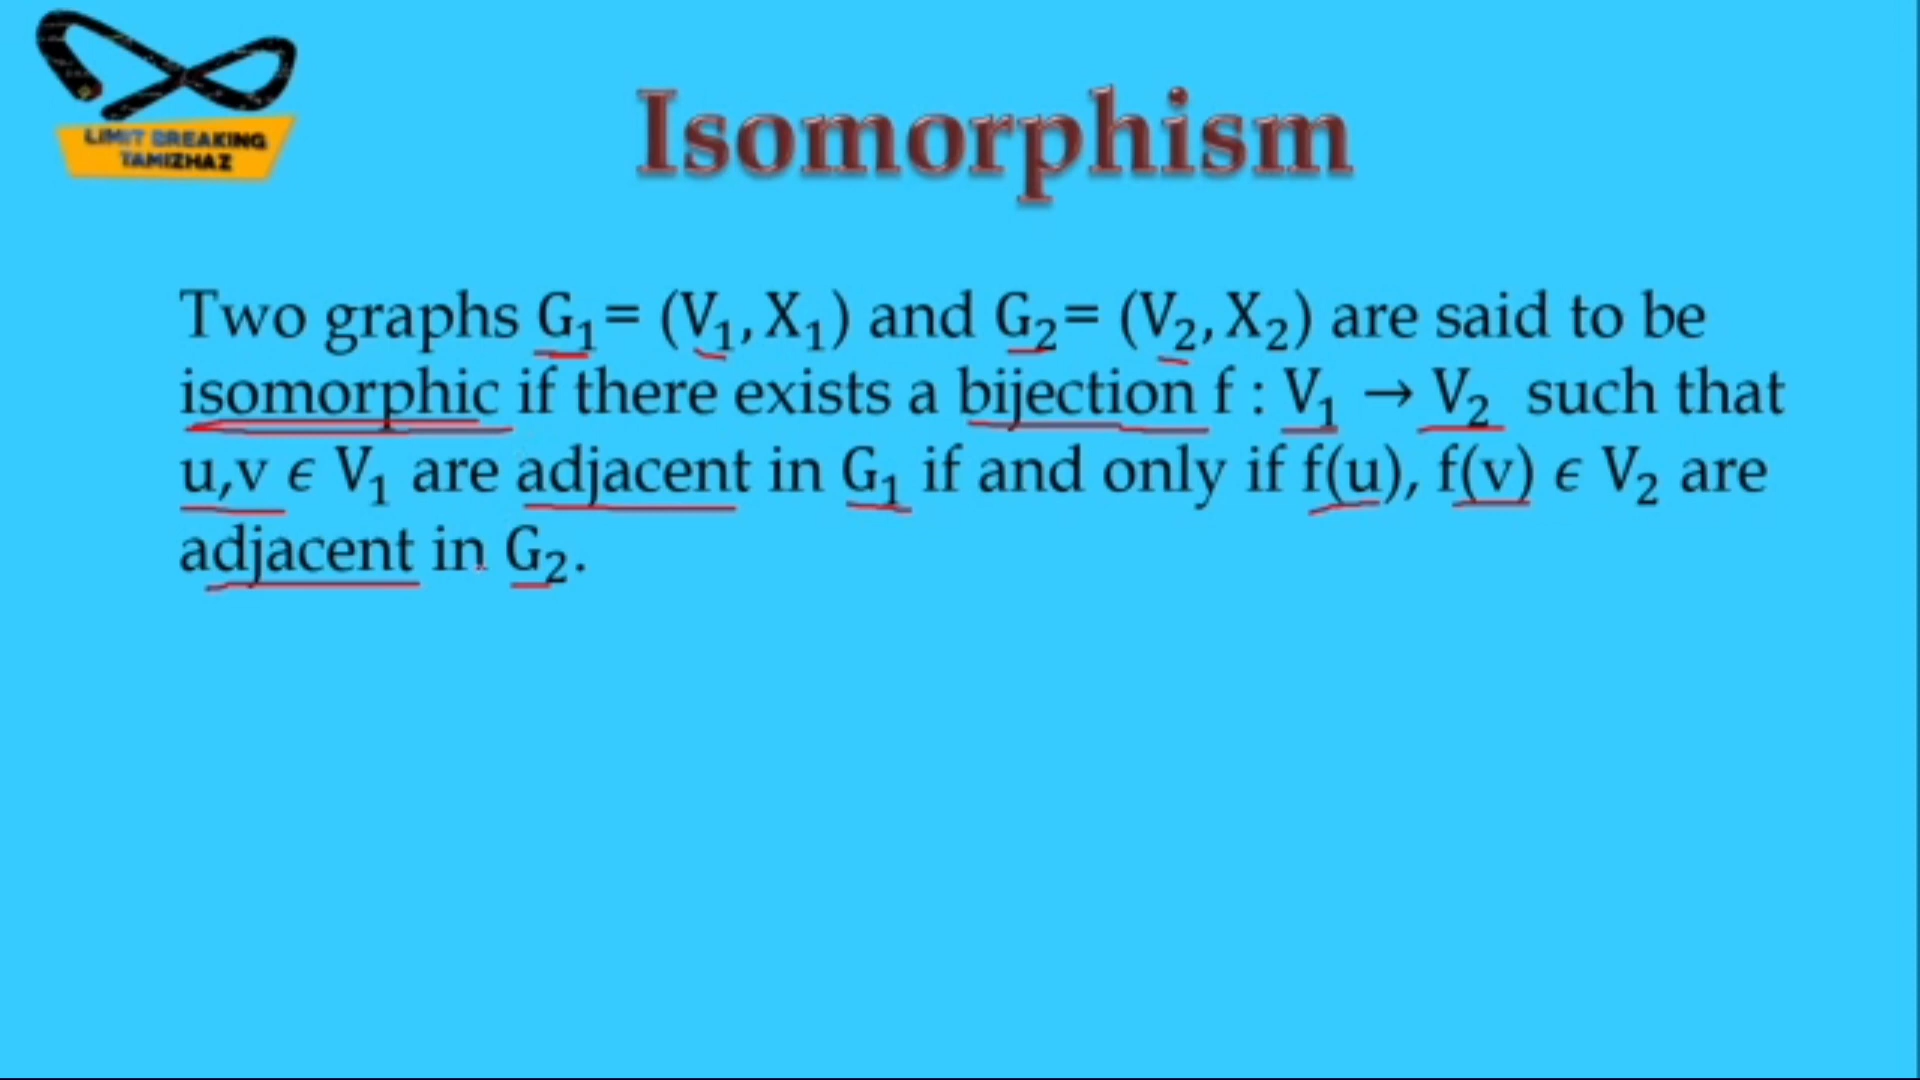 LIMIT BREAKING
TAMIZHAZ
Isomorphism
Two graphs G₁= (V₁, X₁) and G₂= (V₂, X₂) are said to be
isomorphic if there exists a bijection f : V₁ → V₂ such that
u,v ϵ V₁ are adjacent in G₁ if and only if f(u), f(v) ϵ V₂ are
adjacent in G₂.